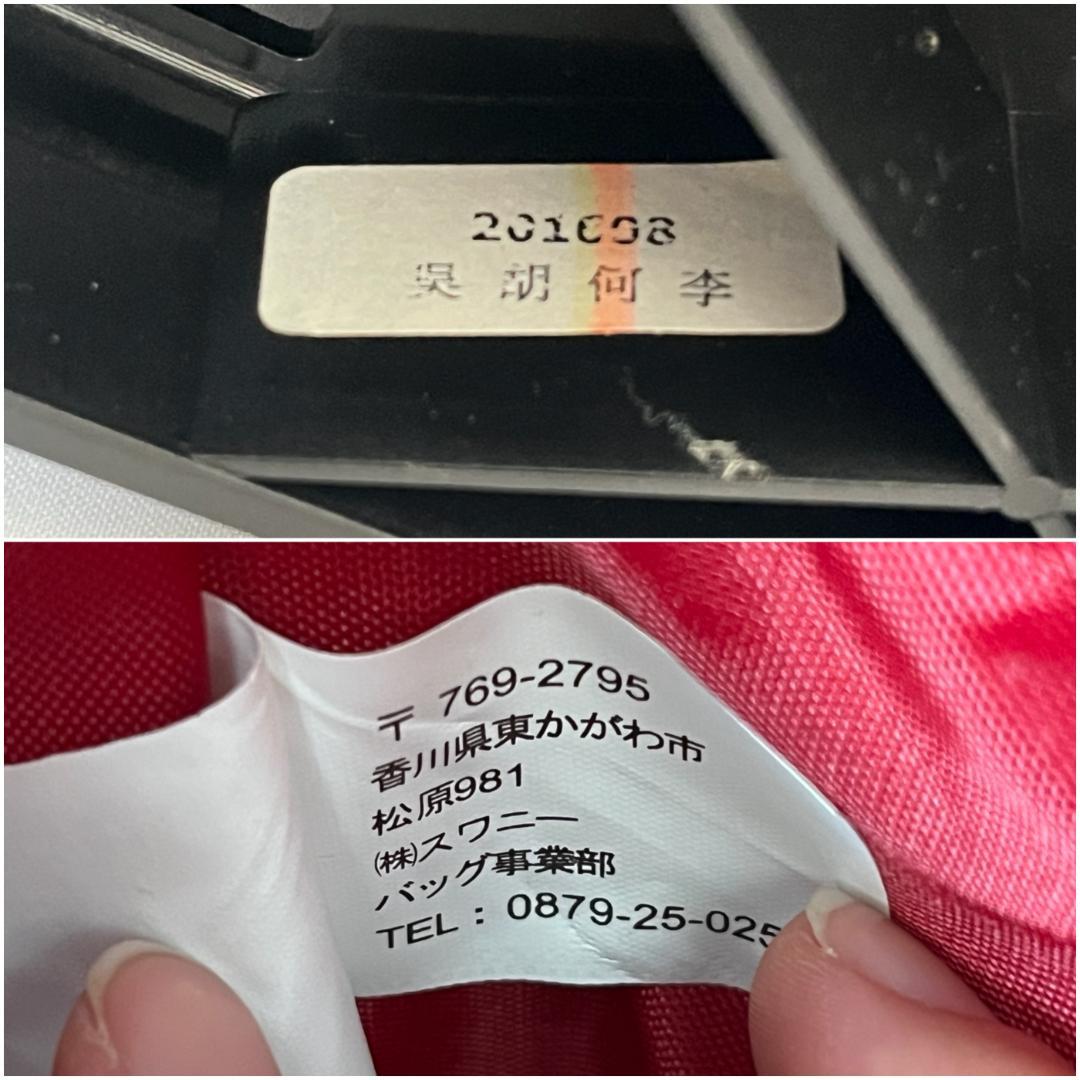 201608
吳胡何李
〒769-2795
香川県東かがわ市
松原981
㈱スワニー
バッグ事業部
TEL：0879-25-025